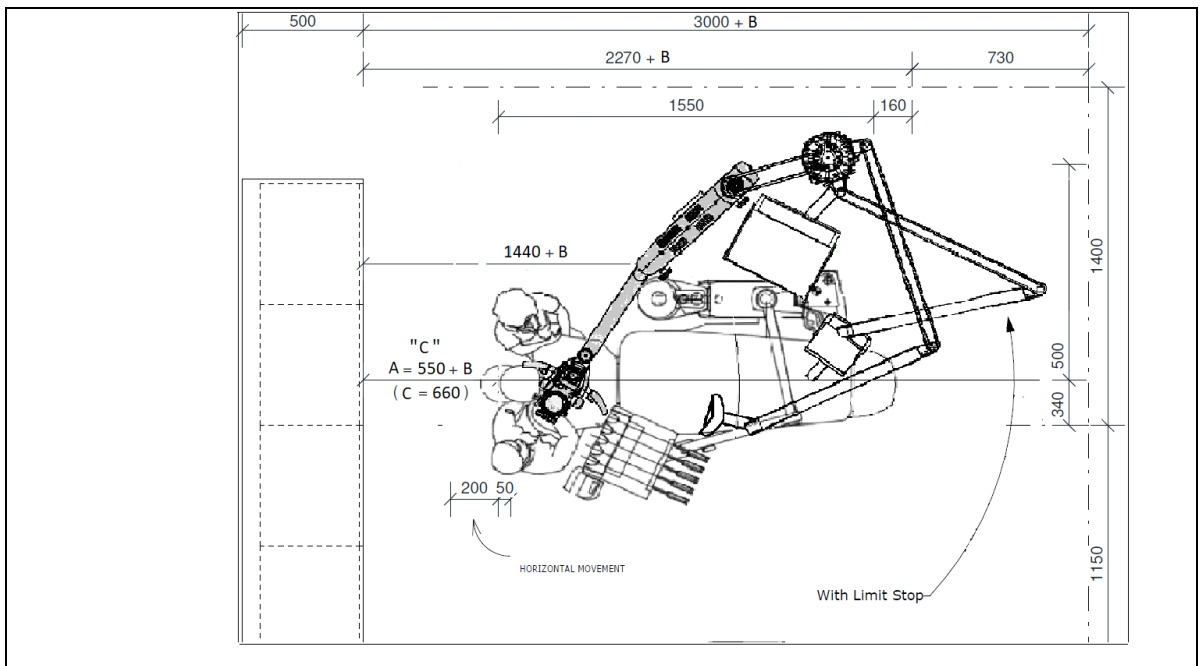 500
3000 + B
2270 + B
730
1550
160
1440 + B
1400
"C"
A = 550 + B
(C = 660)
500
340
200
50
HORIZONTAL MOVEMENT
1150
With Limit Stop